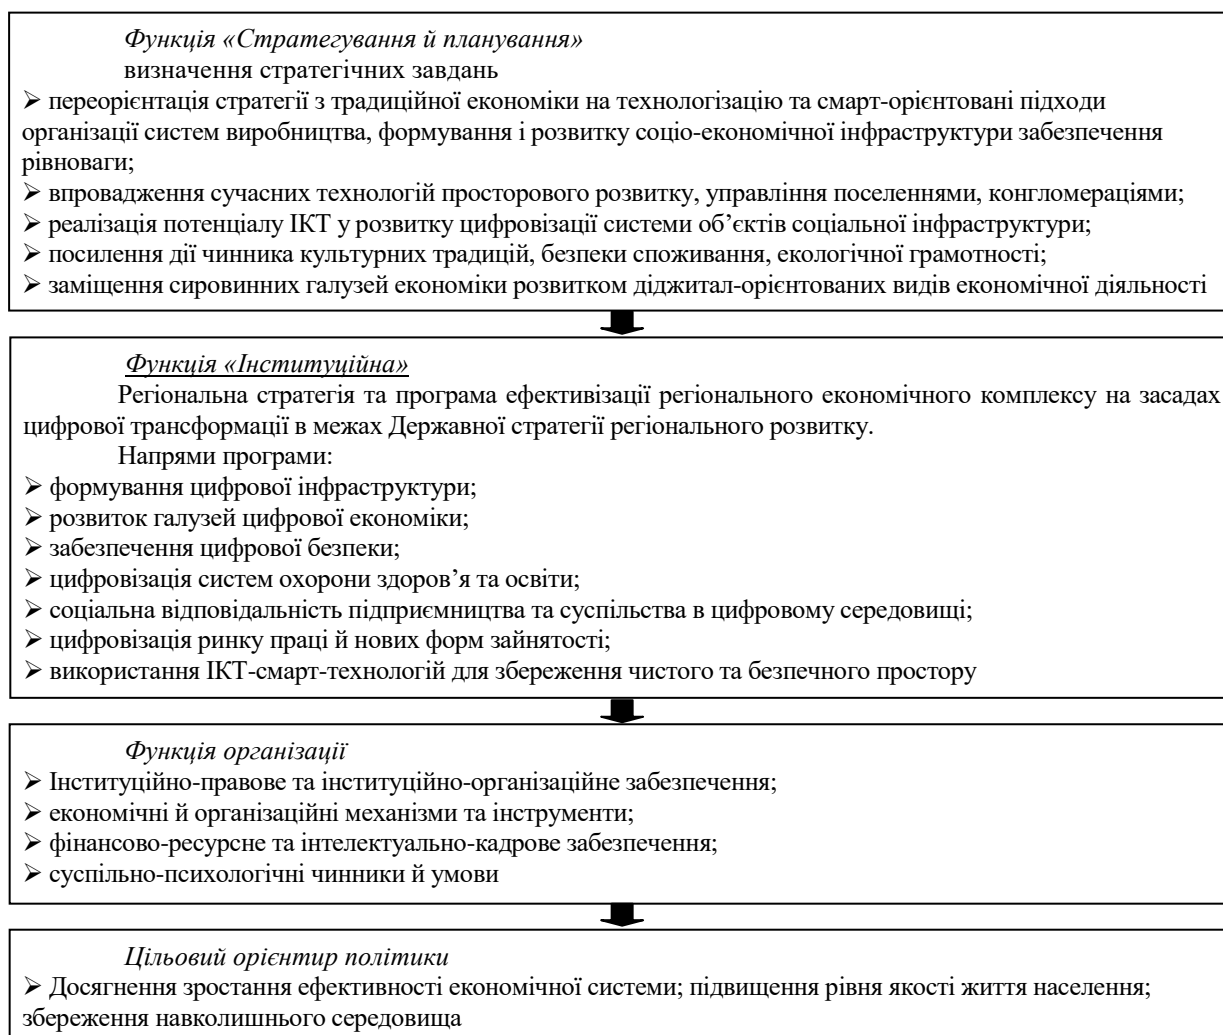 Функція «Стратегування й планування»
визначення стратегічних завдань
➢ переорієнтація стратегії з традиційної економіки на технологізацію та смарт-орієнтовані підходи
організації систем виробництва, формування і розвитку соціо-економічної інфраструктури забезпечення
рівноваги;
➢ впровадження сучасних технологій просторового розвитку, управління поселеннями, конгломераціями;
➢ реалізація потенціалу ІКТ у розвитку цифровізації системи об’єктів соціальної інфраструктури;
➢ посилення дії чинника культурних традицій, безпеки споживання, екологічної грамотності;
➢ заміщення сировинних галузей економіки розвитком діджитал-орієнтованих видів економічної діяльності
Функція «Інституційна»
Регіональна стратегія та програма ефективізації регіонального економічного комплексу на засадах
цифрової трансформації в межах Державної стратегії регіонального розвитку.
Напрями програми:
➢ формування цифрової інфраструктури;
➢ розвиток галузей цифрової економіки;
➢ забезпечення цифрової безпеки;
➢ цифровізація систем охорони здоров’я та освіти;
➢ соціальна відповідальність підприємництва та суспільства в цифровому середовищі;
➢ цифровізація ринку праці й нових форм зайнятості;
➢ використання ІКТ-смарт-технологій для збереження чистого та безпечного простору
Функція організації
➢ Інституційно-правове та інституційно-організаційне забезпечення;
➢ економічні й організаційні механізми та інструменти;
➢ фінансово-ресурсне та інтелектуально-кадрове забезпечення;
➢ суспільно-психологічні чинники й умови
Цільовий орієнтир політики
➢ Досягнення зростання ефективності економічної системи; підвищення рівня якості життя населення;
збереження навколишнього середовища